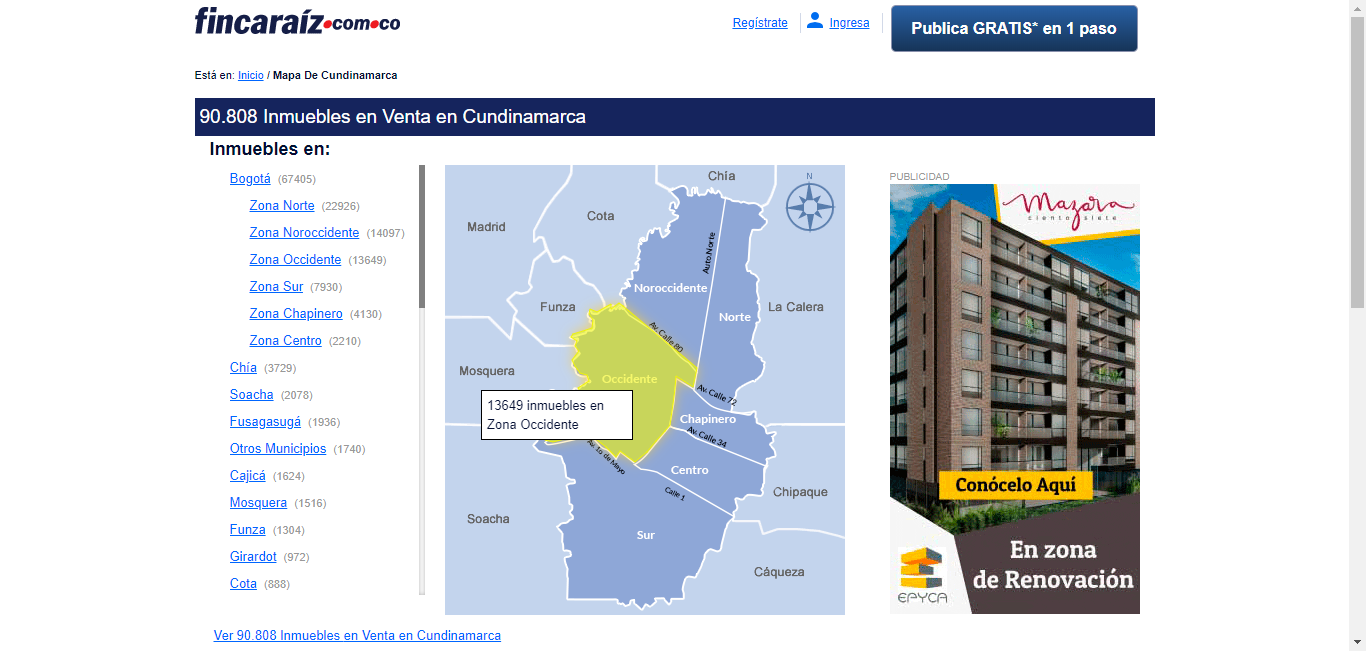 fincaraíz.com.co
Regístrate
Ingresa
Publica GRATIS* en 1 paso
Está en: Inicio / Mapa De Cundinamarca
90.808 Inmuebles en Venta en Cundinamarca
Inmuebles en:
Bogotá (67405)
Zona Norte (22926)
Zona Noroccidente (14097)
Zona Occidente (13649)
Zona Sur (7930)
Zona Chapinero (4130)
Zona Centro (2210)
Chía (3729)
Soacha (2078)
Fusagasugá (1936)
Otros Municipios (1740)
Cajicá (1624)
Mosquera (1516)
Funza (1304)
Girardot (972)
Cota (888)
Ver 90.808 Inmuebles en Venta en Cundinamarca
Chía
N
Cota
Madrid
Auto.Norte
Noroccidente
Funza
La Calera
Norte
Av. Calle 80
Mosquera
Occidente
Av. Calle 72
13649 inmuebles en
Zona Occidente
Chapinero
Av. Calle 34
Av. 1o de Mayo
Centro
Calle 1
Chipaque
Soacha
Sur
Cáqueza
PUBLICIDAD
Mazara
ciento siete
Conócelo Aquí
En zona
de Renovación
EPYCA